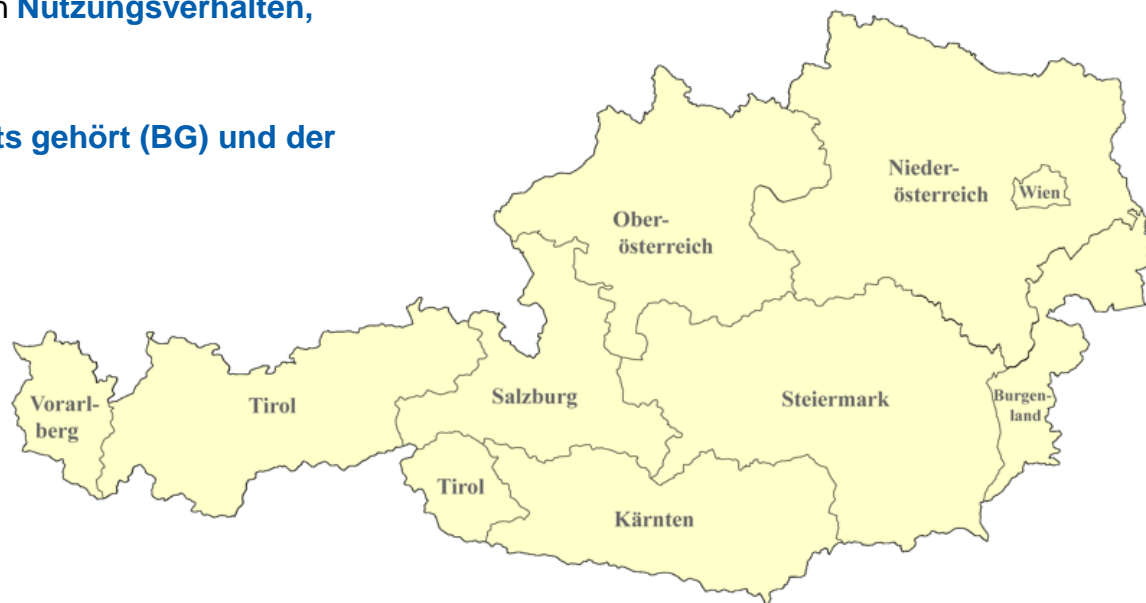 n Nutzungsverhalten,
ts gehört (BG) und der
Nieder-
österreich
Wien
Ober-
österreich
Vorarl-
berg
Tirol
Salzburg
Steiermark
Burgen-
land
Tirol
Kärnten